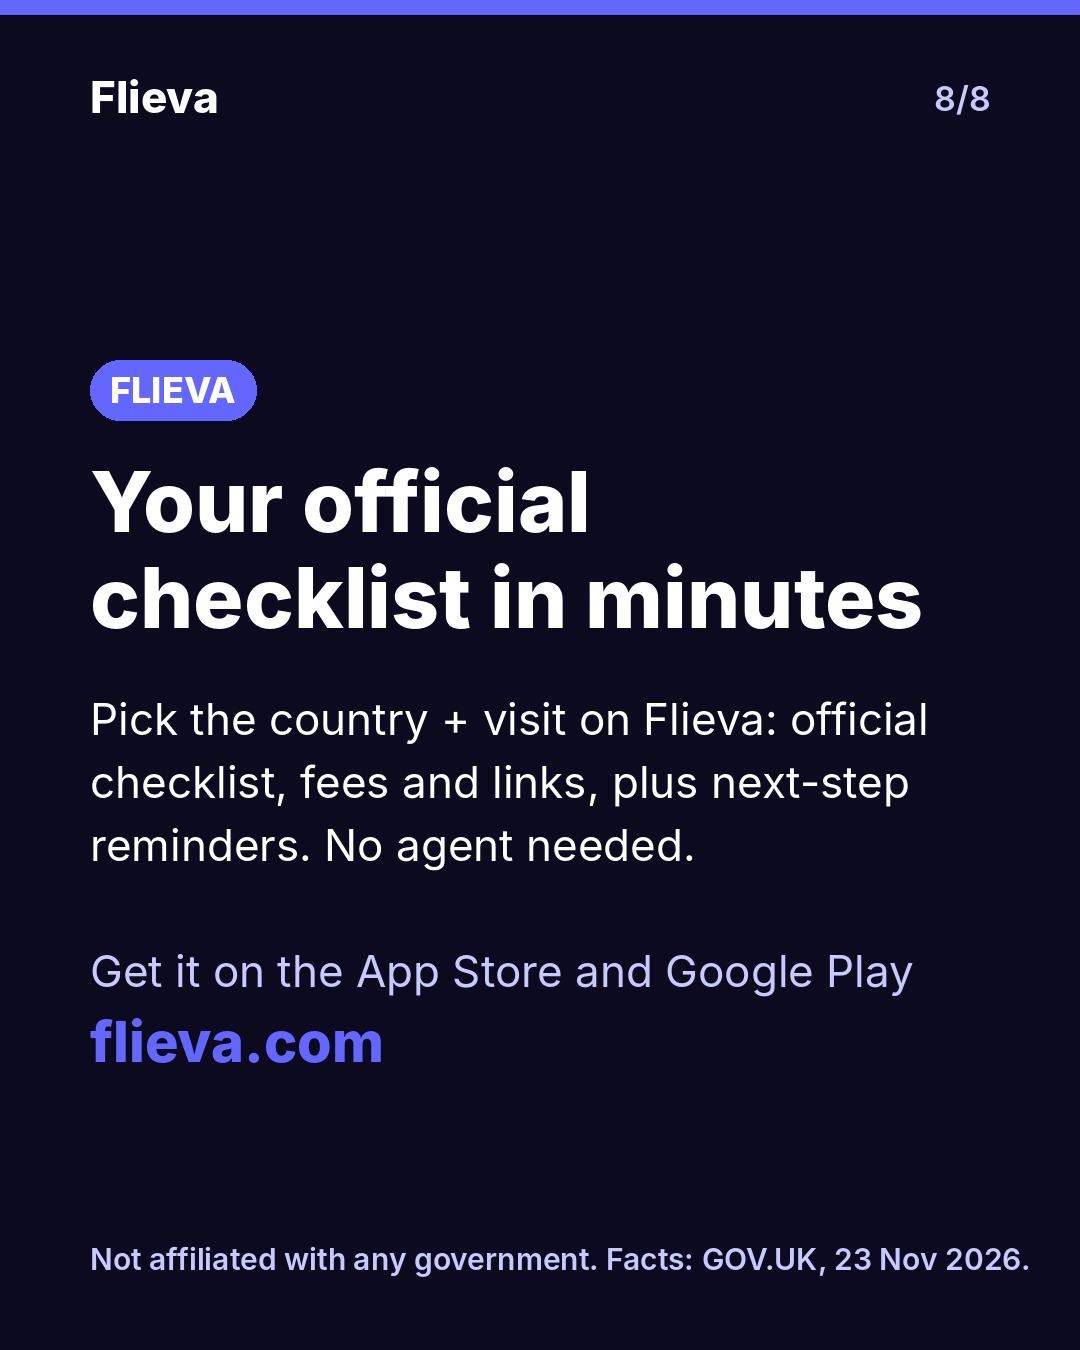 Flieva
8/8
FLIEVA
Your official
checklist in minutes
Pick the country + visit on Flieva: official
checklist, fees and links, plus next-step
reminders. No agent needed.
Get it on the App Store and Google Play
flieva.com
Not affiliated with any government. Facts: GOV.UK, 23 Nov 2026.